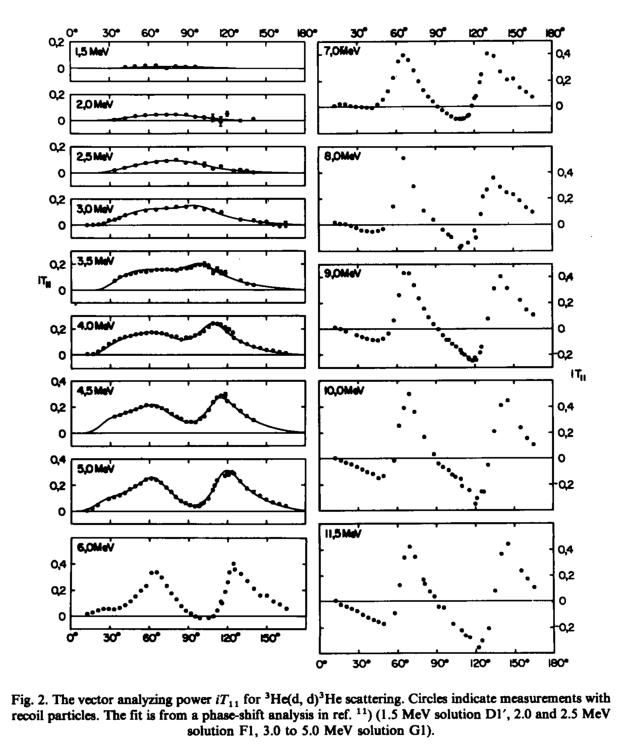 0° 30° 60° 90° 120° 150° 30° 60° 90° 120° 150° 180°
0,2
0
1,5 MeV
0,2
0
2,0 MeV
0,2
0
2,5 MeV
0,2
0
3,0 MeV
0,2
0
3,5 MeV
iT₁₁
0,2
0
4.0 MeV
0,4
0,2
0
4,5 MeV
0,4
0,2
0
5,0 MeV
0,4
0,2
0
6,0 MeV
0° 30° 60° 90° 120° 150°
7,0 MeV
0,4
0,2
0
8,0 MeV
0,4
0,2
0
9,0 MeV
0,4
0,2
0
-0,2
iT₁₁
10,0 MeV
0,4
0,2
0
-0,2
11,5 MeV
0,4
0,2
0
-0,2
0° 30° 60° 90° 120° 150° 180°
Fig. 2. The vector analyzing power iT₁₁ for ³He(d, d)³He scattering. Circles indicate measurements with
recoil particles. The fit is from a phase-shift analysis in ref. ¹¹) (1.5 MeV solution D1′, 2.0 and 2.5 MeV
solution F1, 3.0 to 5.0 MeV solution G1).